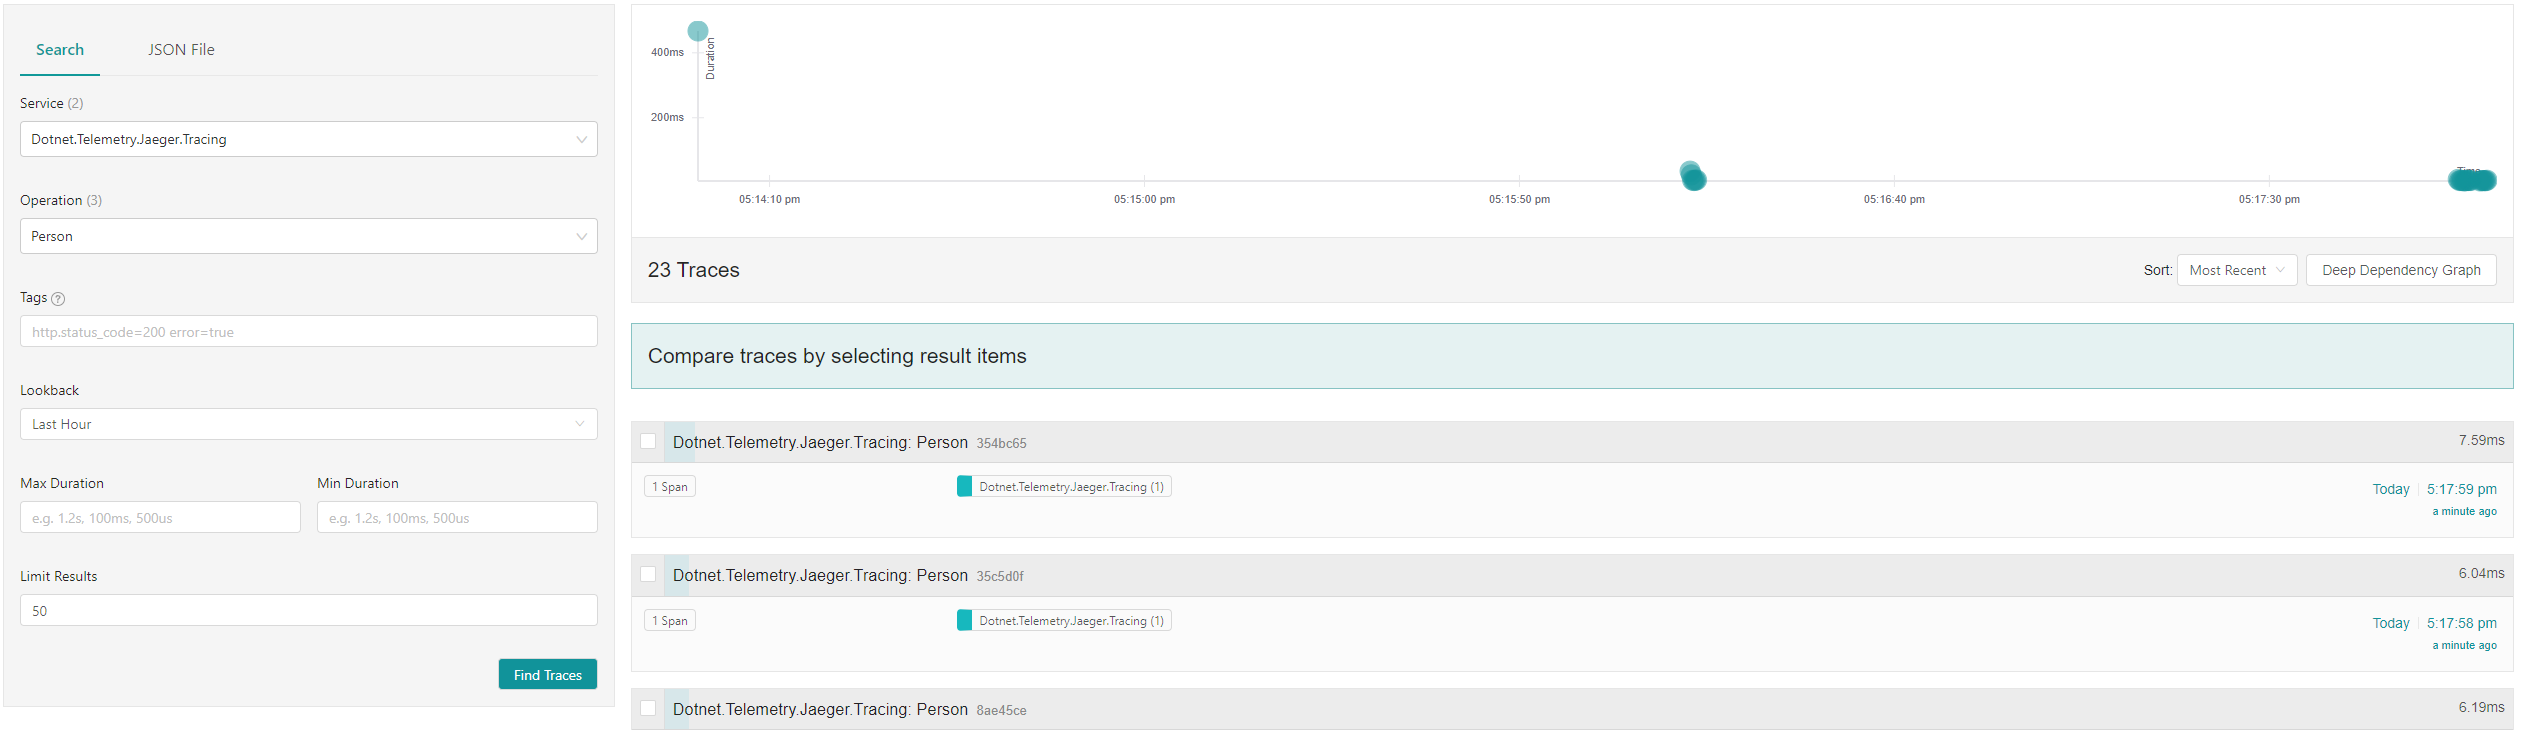 Search
JSON File
Service (2)
Dotnet.Telemetry.Jaeger.Tracing
Operation (3)
Person
Tags ?
http.status_code=200 error=true
Lookback
Last Hour
Max Duration
Min Duration
e.g. 1.2s, 100ms, 500us
e.g. 1.2s, 100ms, 500us
Limit Results
50
Find Traces
Duration
400ms
200ms
Time
05:14:10 pm
05:15:00 pm
05:15:50 pm
05:16:40 pm
05:17:30 pm
23 Traces
Sort: Most Recent
Deep Dependency Graph
Compare traces by selecting result items
Dotnet.Telemetry.Jaeger.Tracing: Person 354bc65
7.59ms
1 Span
Dotnet.Telemetry.Jaeger.Tracing (1)
Today 5:17:59 pm
a minute ago
Dotnet.Telemetry.Jaeger.Tracing: Person 35c5d0f
6.04ms
1 Span
Dotnet.Telemetry.Jaeger.Tracing (1)
Today 5:17:58 pm
a minute ago
Dotnet.Telemetry.Jaeger.Tracing: Person 8ae45ce
6.19ms